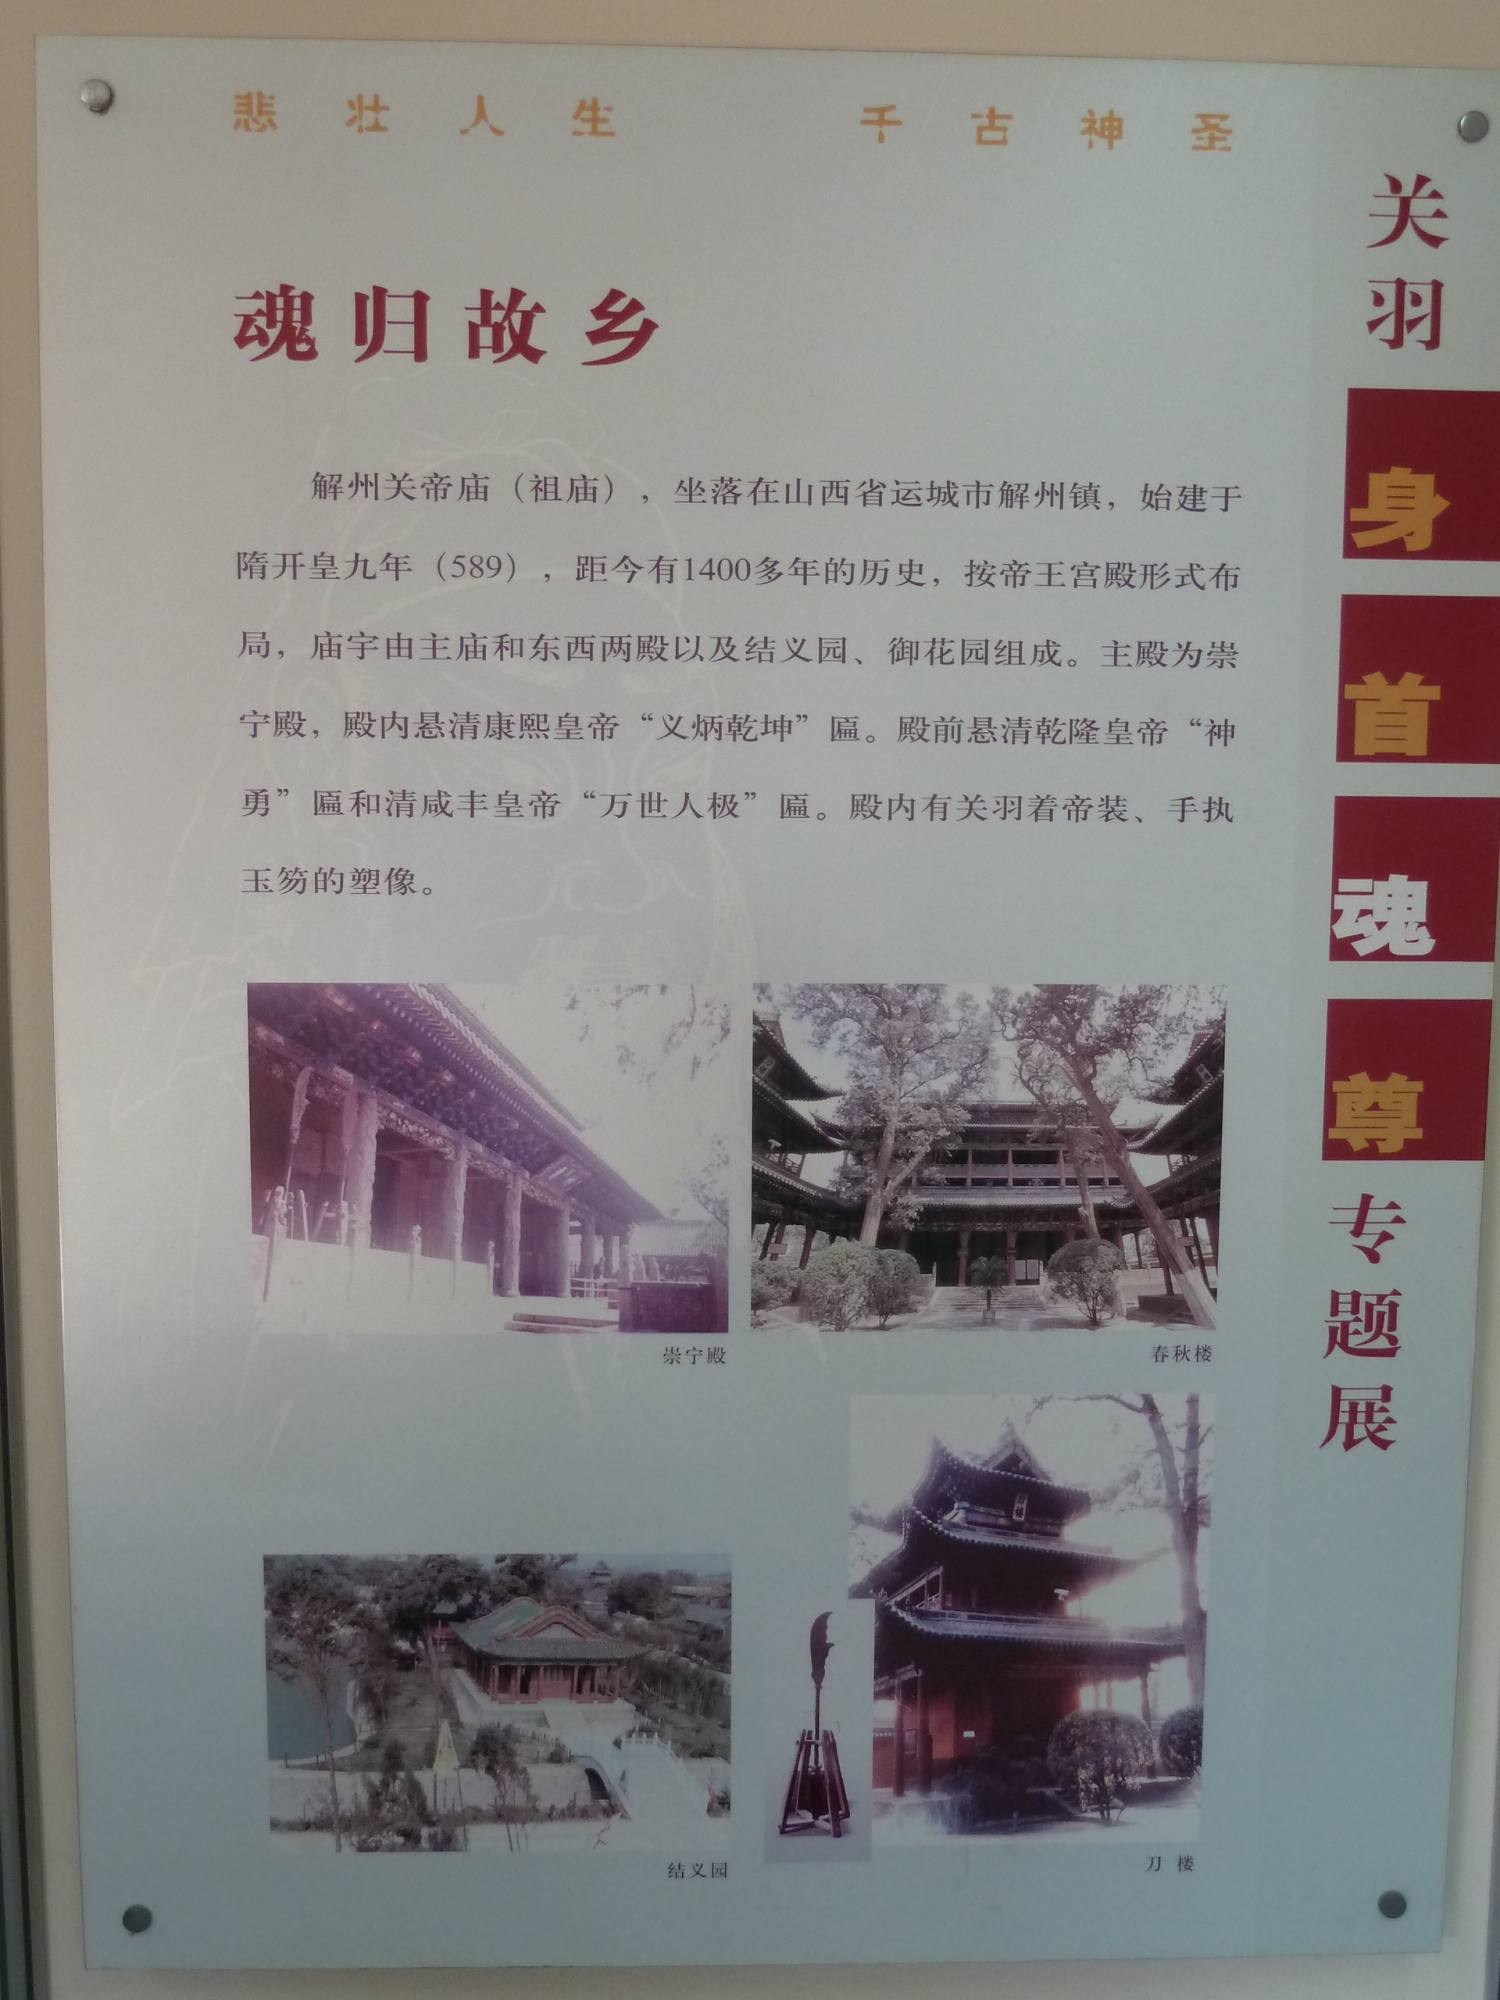 悲壮人生 千古神圣
魂归故乡
解州关帝庙（祖庙），坐落在山西省运城市解州镇，始建于
隋开皇九年（589），距今有1400多年的历史，按帝王宫殿形式布
局，庙宇由主庙和东西两殿以及结义园、御花园组成。主殿为崇
宁殿，殿内悬清康熙皇帝“义炳乾坤”匾。殿前悬清乾隆皇帝“神
勇”匾和清咸丰皇帝“万世人极”匾。殿内有关羽着帝装、手执
玉笏的塑像。
崇宁殿
春秋楼
结义园
刀楼
关羽身首魂尊专题展